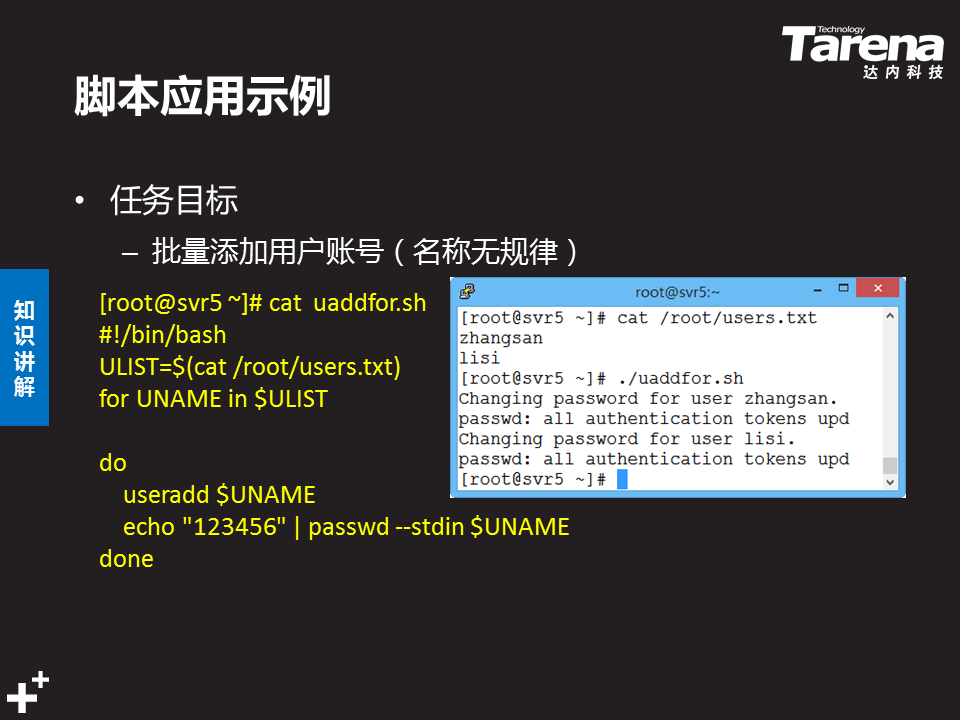 Technology
Tarena
达内科技
脚本应用示例
• 任务目标
– 批量添加用户账号（名称无规律）
知识讲解
[root@svr5 ~]# cat  uaddfor.sh
#!/bin/bash
ULIST=$(cat /root/users.txt)
for UNAME in $ULIST
do
useradd $UNAME
echo "123456" | passwd --stdin $UNAME
done
root@svr5:~
[root@svr5 ~]# cat /root/users.txt
zhangsan
lisi
[root@svr5 ~]# ./uaddfor.sh
Changing password for user zhangsan.
passwd: all authentication tokens upd
Changing password for user lisi.
passwd: all authentication tokens upd
[root@svr5 ~]#